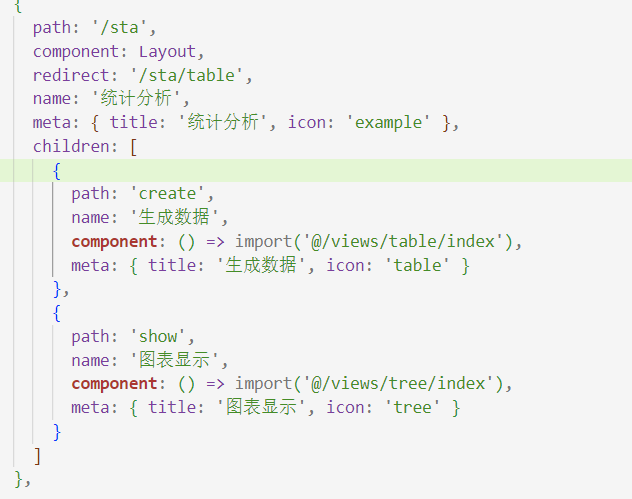 {
path: '/sta',
component: Layout,
redirect: '/sta/table',
name: '统计分析',
meta: { title: '统计分析', icon: 'example' },
children: [
{
path: 'create',
name: '生成数据',
component: () => import('@/views/table/index'),
meta: { title: '生成数据', icon: 'table' }
},
{
path: 'show',
name: '图表显示',
component: () => import('@/views/tree/index'),
meta: { title: '图表显示', icon: 'tree' }
}
]
},